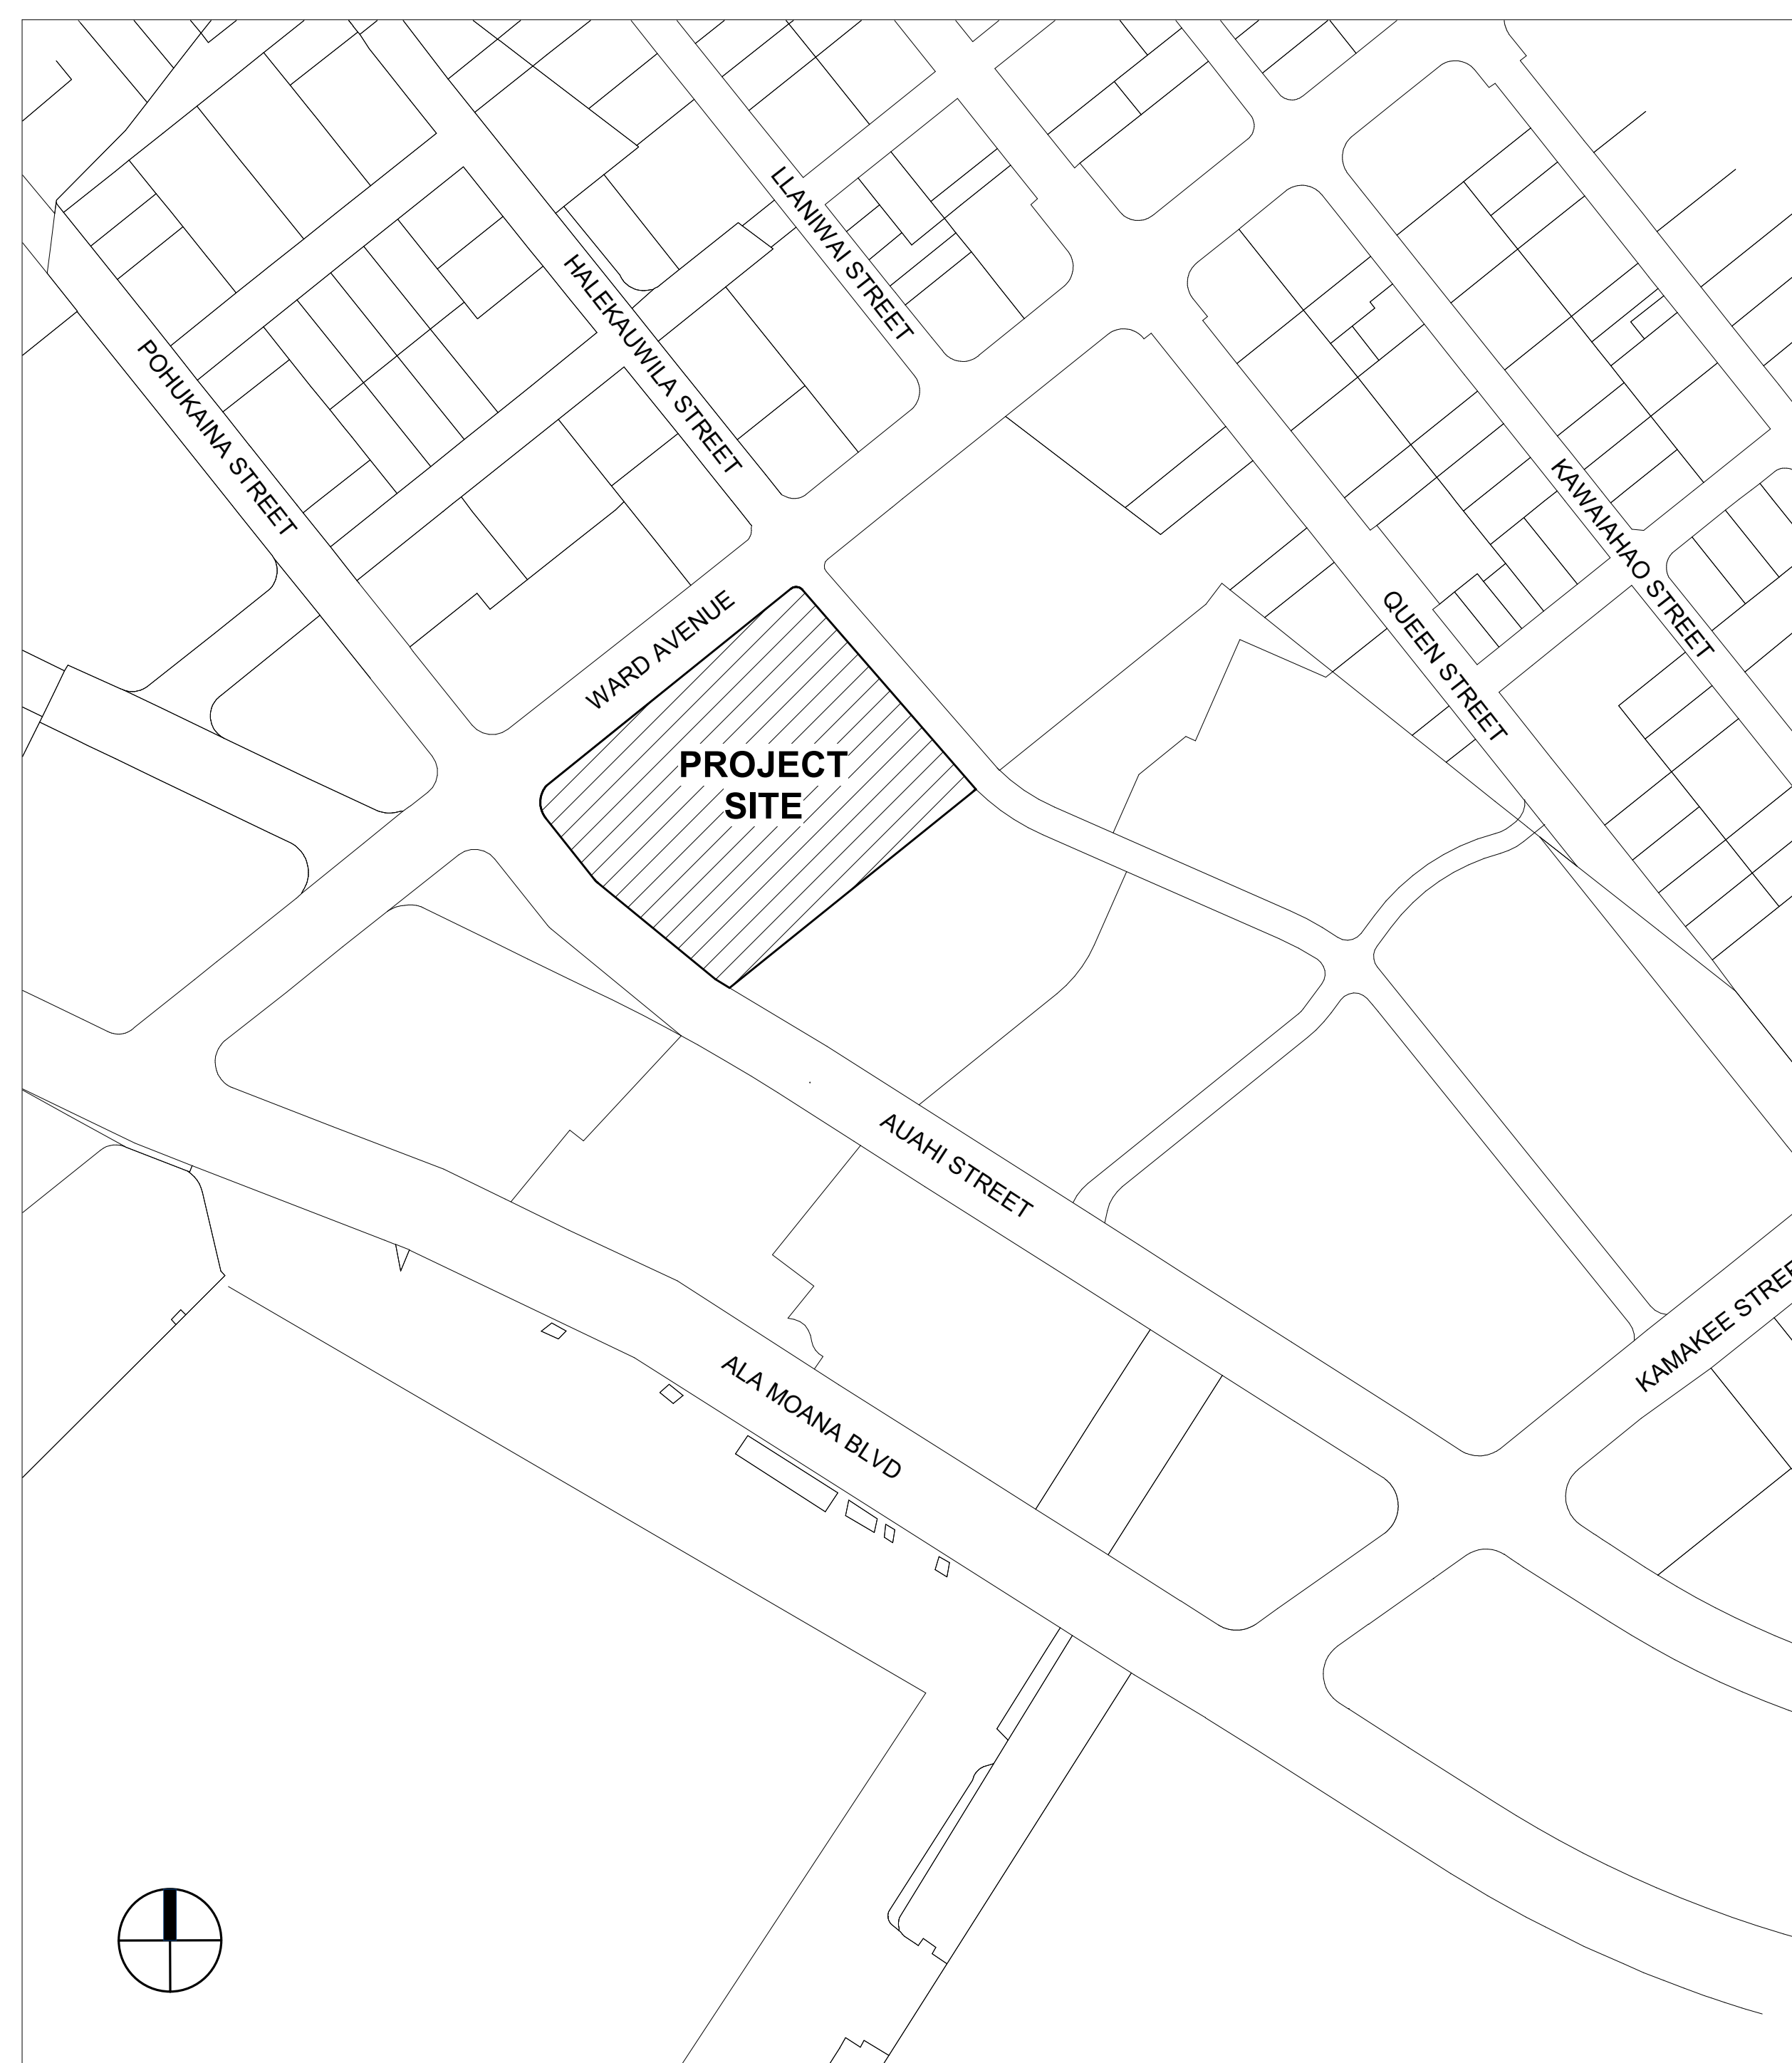 LLANIWAI STREET
HALEKAUWILA STREET
POHUKAINA STREET
KAWAIAHAO STREET
QUEEN STREET
WARD AVENUE
PROJECT
SITE
AUAHI STREET
KAMAKEE STREE
ALA MOANA BLVD